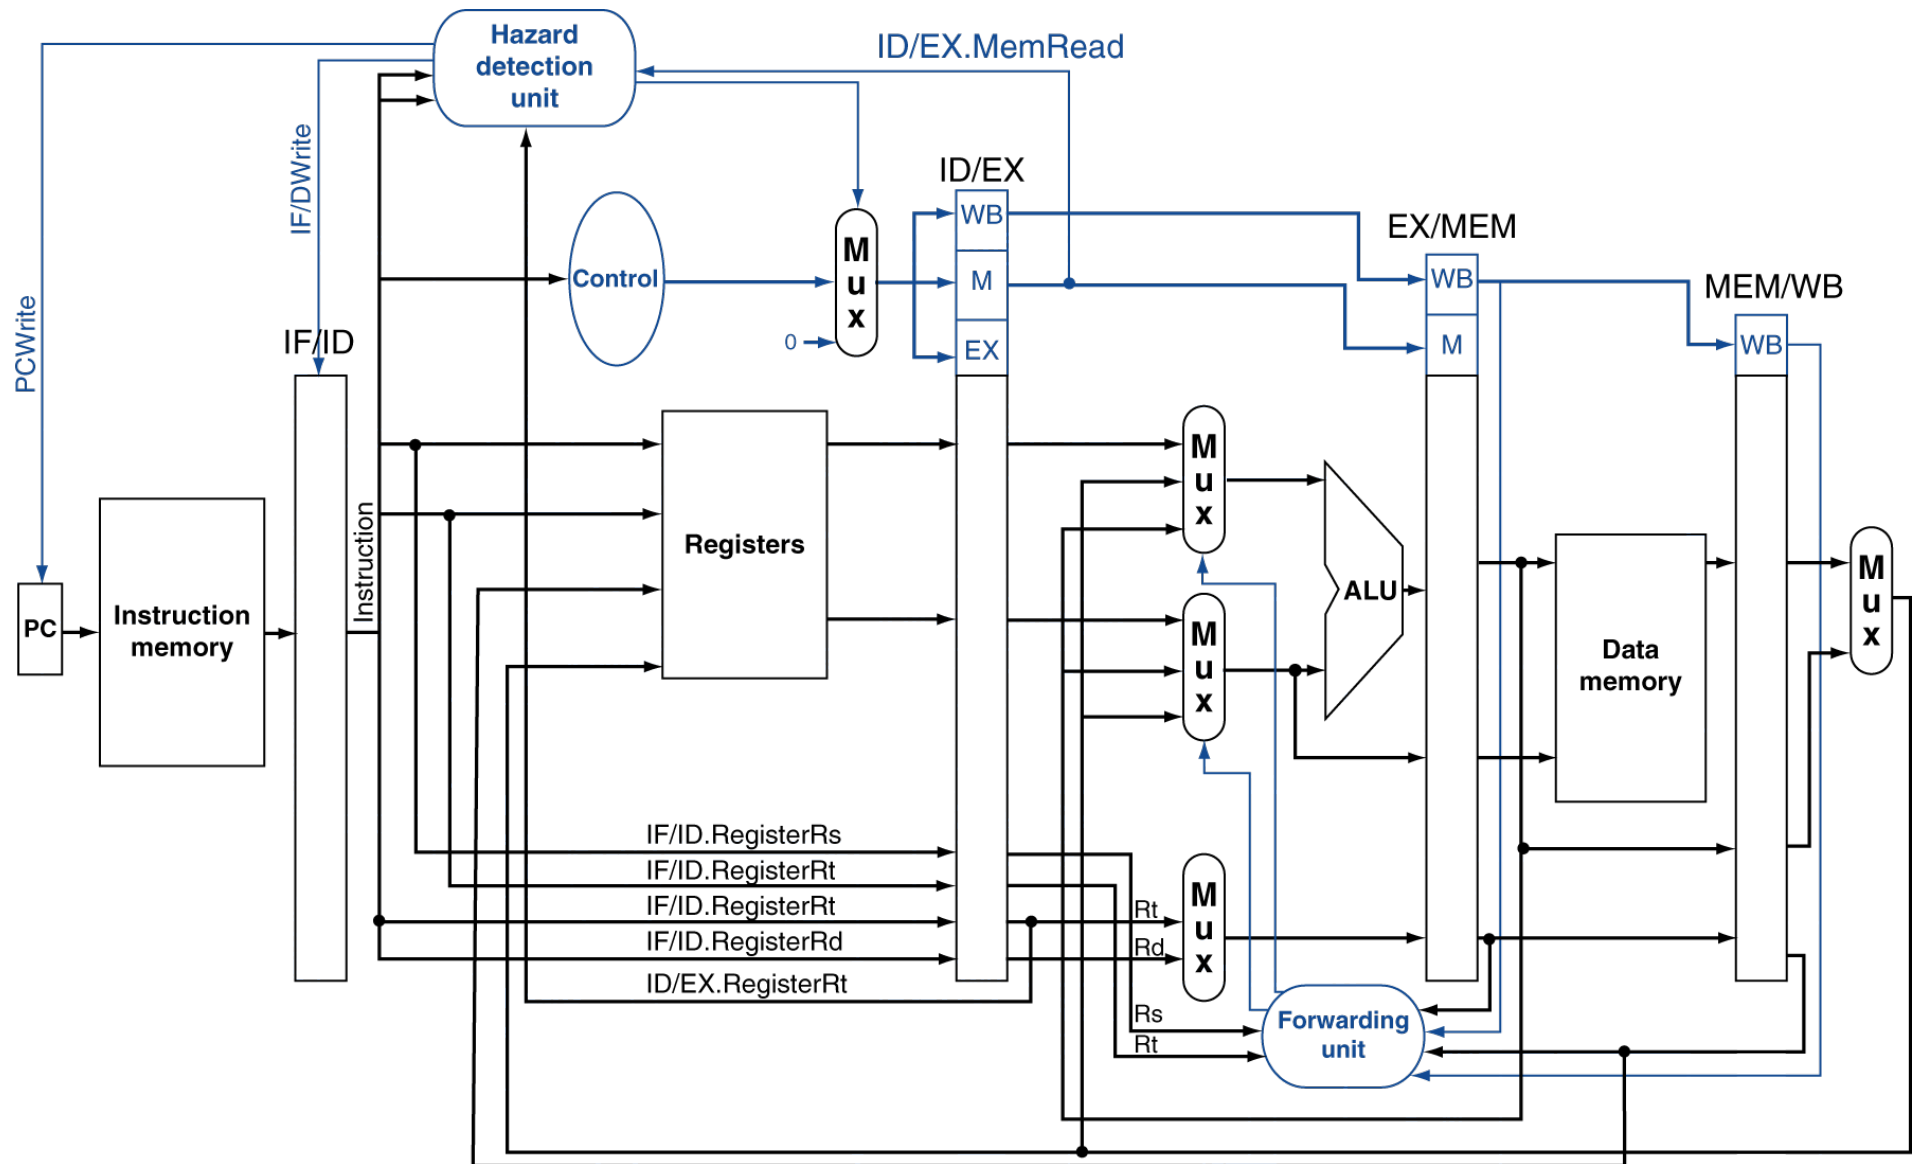 Hazard
detection
unit
ID/EX.MemRead
IF/DWrite
PCWrite
ID/EX
WB
M
EX
Control
M
u
x
0
EX/MEM
WB
M
MEM/WB
WB
IF/ID
Instruction
PC
Instruction
memory
Registers
M
u
x
M
u
x
ALU
Data
memory
M
u
x
IF/ID.RegisterRs
IF/ID.RegisterRt
IF/ID.RegisterRt
IF/ID.RegisterRd
ID/EX.RegisterRt
Rt
Rd
M
u
x
Rs
Rt
Forwarding
unit